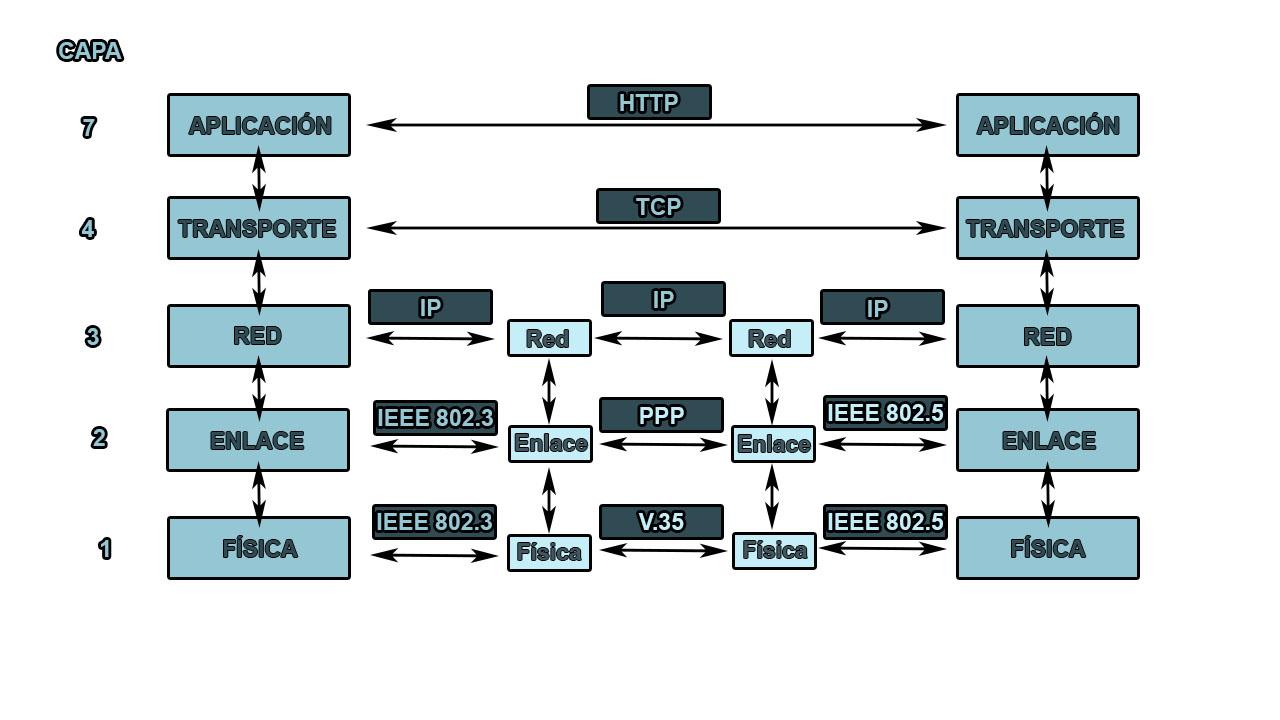 CAPA
HTTP
7
APLICACIÓN
APLICACIÓN
TCP
4
TRANSPORTE
TRANSPORTE
IP
IP
IP
3
RED
Red
Red
RED
IEEE 802.3
PPP
IEEE 802.5
2
ENLACE
Enlace
Enlace
ENLACE
IEEE 802.3
V.35
IEEE 802.5
1
FÍSICA
Física
Física
FÍSICA